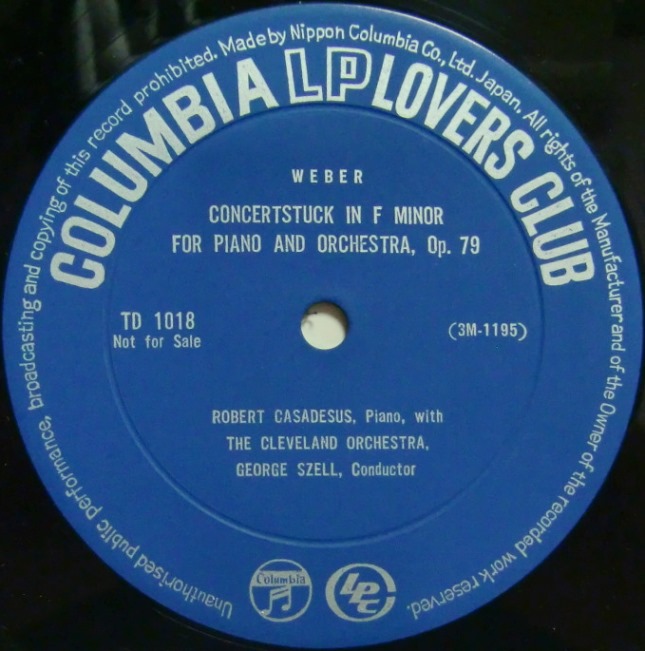 Unauthorised public performance, broadcasting and copying of this record prohibited. Made by Nippon Columbia Co., Ltd. Japan. All rights of the Manufacturer and of the Owner of the recorded work reserved.
COLUMBIA LP LOVERS CLUB
WEBER
CONCERTSTUCK IN F MINOR
FOR PIANO AND ORCHESTRA, Op. 79
TD 1018
Not for Sale
(3M-1195)
ROBERT CASADESUS, Piano, with
THE CLEVELAND ORCHESTRA,
GEORGE SZELL, Conductor
Columbia
LPC